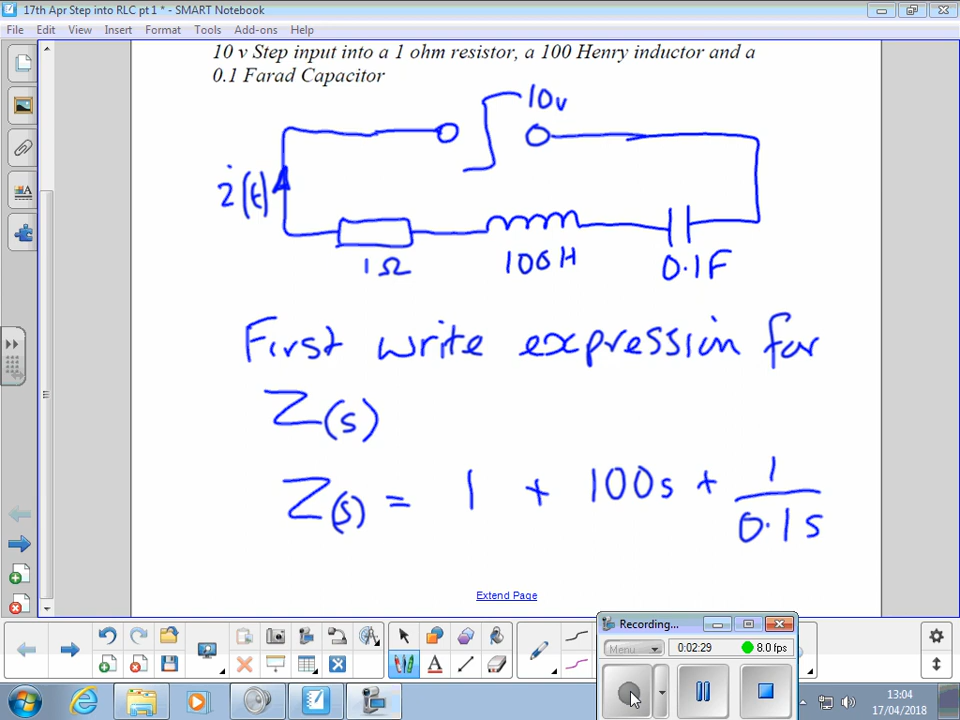 17th Apr Step into RLC pt 1 * - SMART Notebook
File Edit View Insert Format Tools Add-ons Help
10 v Step input into a 1 ohm resistor, a 100 Henry inductor and a
0.1 Farad Capacitor
10v
i(t)
1Ω
100H
0.1F
First write expression for
Z(s)
Z(s) = 1 + 100s + 1
0.1s
Extend Page
Recording...
Menu
0:02:29
8.0 fps
A
13:04
17/04/2018